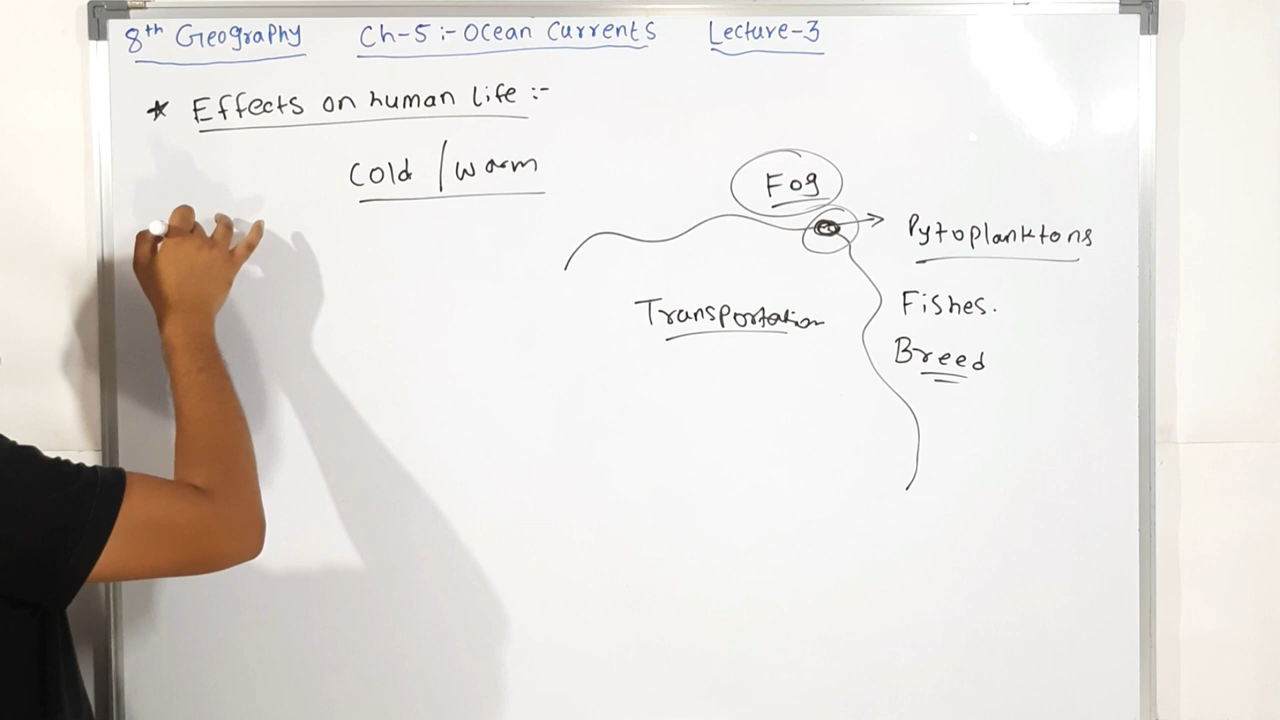 8th Geography Ch-5 :- Ocean Currents Lecture-3
* Effects on human life :-
Cold / warm
Fog
Pytoplanktons
Transportation
Fishes.
Breed